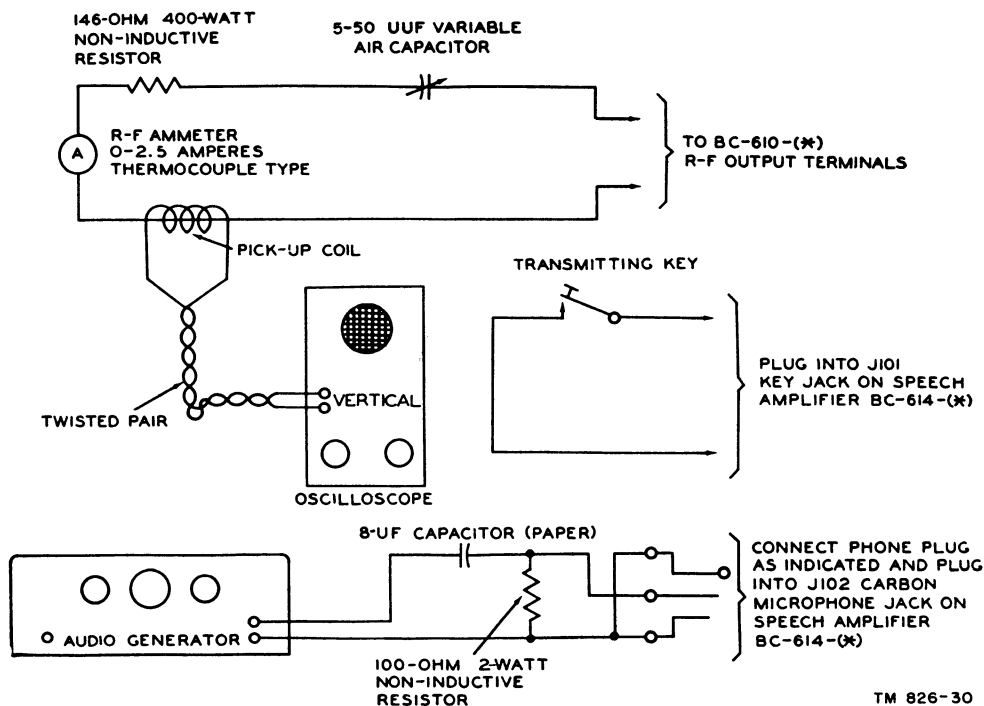 146-OHM 400-WATT
NON-INDUCTIVE
RESISTOR
5-50 UUF VARIABLE
AIR CAPACITOR
A
R-F AMMETER
0-2.5 AMPERES
THERMOCOUPLE TYPE
TO BC-610-(*)
R-F OUTPUT TERMINALS
PICK-UP COIL
TWISTED PAIR
VERTICAL
OSCILLOSCOPE
TRANSMITTING KEY
PLUG INTO J101
KEY JACK ON SPEECH
AMPLIFIER BC-614-(*)
8-UF CAPACITOR (PAPER)
AUDIO GENERATOR
100-OHM 2-WATT
NON-INDUCTIVE
RESISTOR
CONNECT PHONE PLUG
AS INDICATED AND PLUG
INTO J102 CARBON
MICROPHONE JACK ON
SPEECH AMPLIFIER
BC-614-(*)
TM 826-30